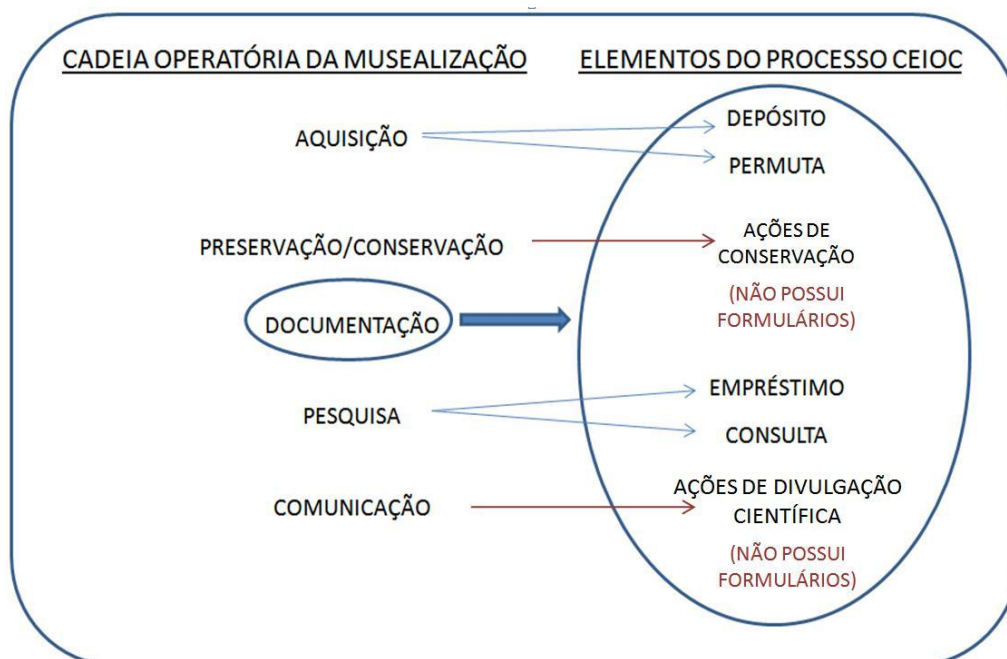 CADEIA OPERATÓRIA DA MUSEALIZAÇÃO
ELEMENTOS DO PROCESSO CEIOC
AQUISIÇÃO
DEPÓSITO
PERMUTA
PRESERVAÇÃO/CONSERVAÇÃO
AÇÕES DE
CONSERVAÇÃO
(NÃO POSSUI
FORMULÁRIOS)
DOCUMENTAÇÃO
PESQUISA
EMPRÉSTIMO
CONSULTA
COMUNICAÇÃO
AÇÕES DE DIVULGAÇÃO
CIENTÍFICA
(NÃO POSSUI
FORMULÁRIOS)